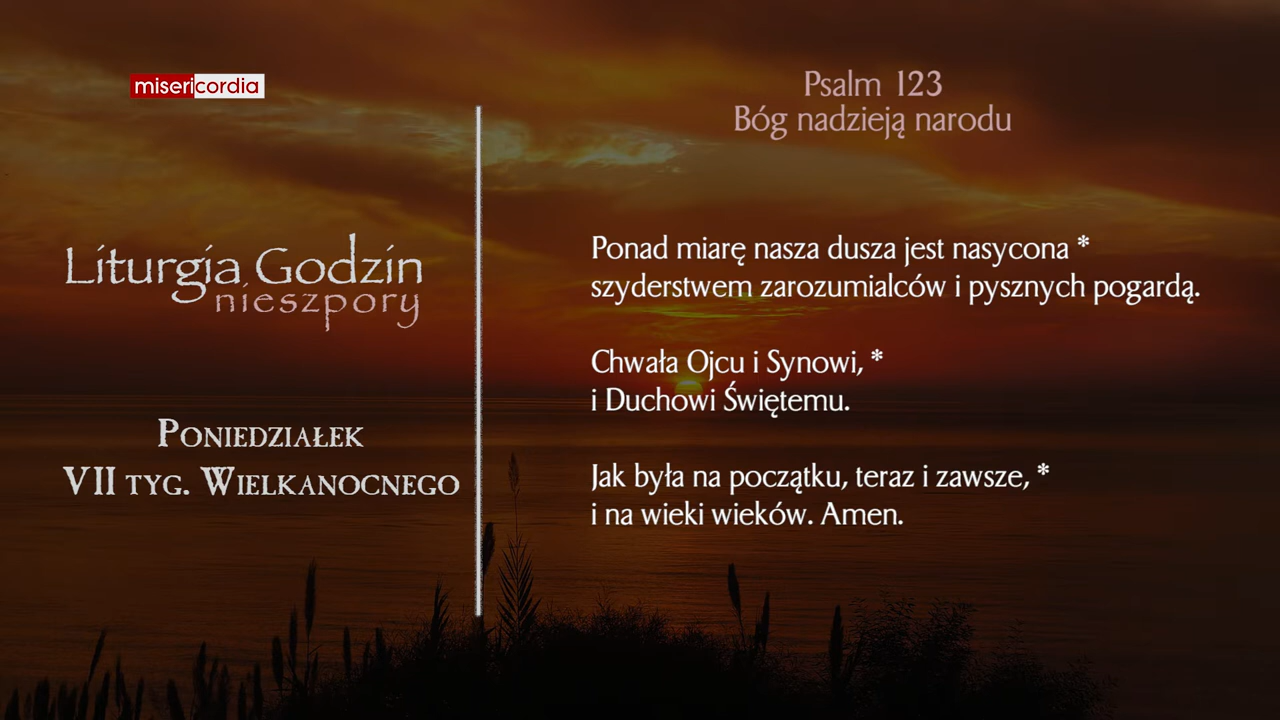 misericordia
Liturgia Godzin
nieszpory
Poniedziałek
VII tyg. Wielkanocnego
Psalm 123
Bóg nadzieją narodu
Ponad miarę nasza dusza jest nasycona *
szyderstwem zarozumialców i pysznych pogardą.
Chwała Ojcu i Synowi, *
i Duchowi Świętemu.
Jak była na początku, teraz i zawsze, *
i na wieki wieków. Amen.